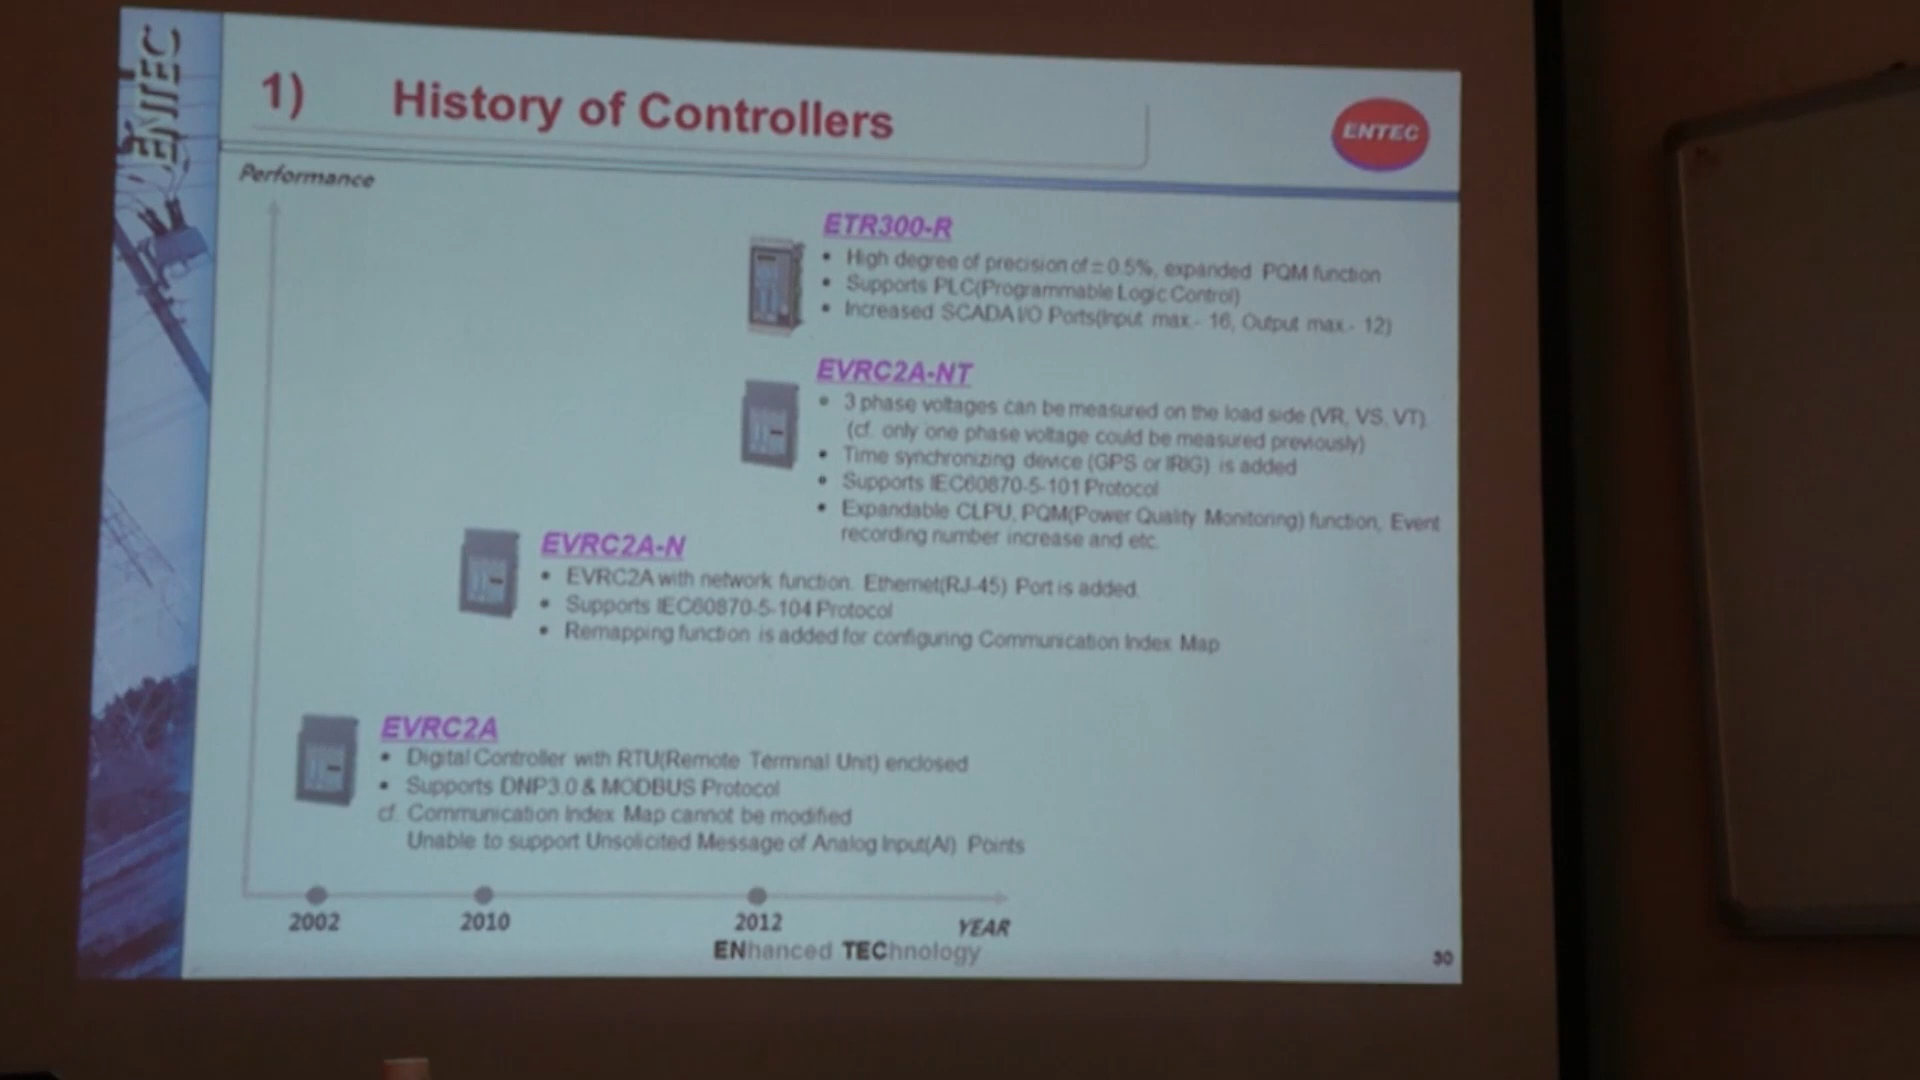 1) History of Controllers
ENTEC
Performance
ETR300-R
• High degree of precision of ± 0.5%, expanded PQM function
• Supports PLC(Programmable Logic Control)
• Increased SCADA I/O Ports(Input max.- 16, Output max.- 12)
EVRC2A-NT
• 3 phase voltages can be measured on the load side (VR, VS, VT)
(cf. only one phase voltage could be measured previously)
• Time synchronizing device (GPS or IRIG) is added
• Supports IEC60870-5-101 Protocol
• Expandable CLPU, PQM(Power Quality Monitoring) function, Event
recording number increase and etc.
EVRC2A-N
• EVRC2A with network function. Ethernet(RJ-45) Port is added.
• Supports IEC60870-5-104 Protocol
• Remapping function is added for configuring Communication Index Map
EVRC2A
• Digital Controller with RTU(Remote Terminal Unit) enclosed
• Supports DNP3.0 & MODBUS Protocol
cf. Communication Index Map cannot be modified
Unable to support Unsolicited Message of Analog Input(AI) Points
2002 2010 2012 YEAR
ENhanced TEChnology
30